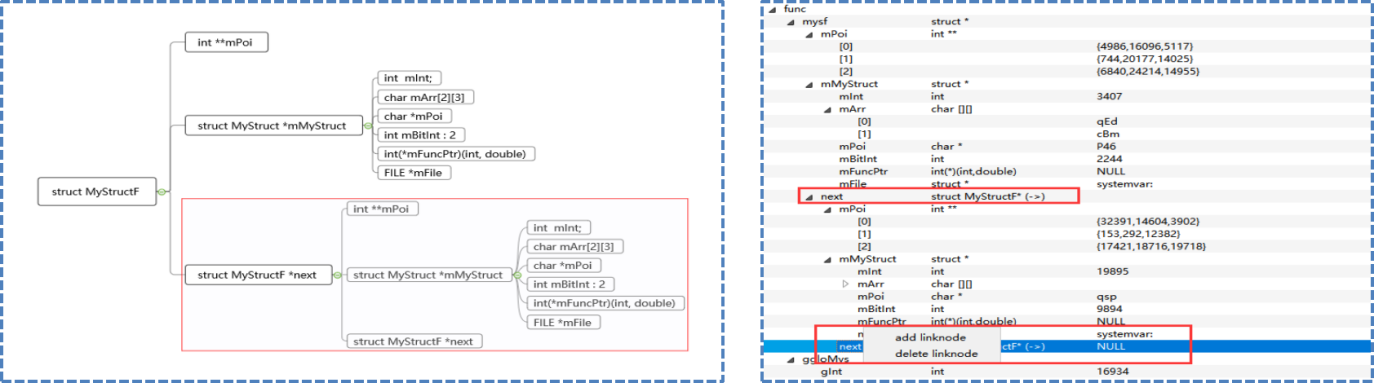 int **mPoi
int  mInt;
char mArr[2][3]
char *mPoi
struct MyStruct *mMyStruct
int mBitInt : 2
int(*mFuncPtr)(int, double)
FILE *mFile
struct MyStructF
int **mPoi
int  mInt;
char mArr[2][3]
char *mPoi
struct MyStructF *next
struct MyStruct *mMyStruct
int mBitInt : 2
int(*mFuncPtr)(int, double)
FILE *mFile
struct MyStructF *next
func
mysf struct *
mPoi int **
[0] {4986,16096,5117}
[1] {744,20177,14025}
[2] {6840,24214,14955}
mMyStruct struct *
mInt int 3407
mArr char [][]
[0] qEd
[1] cBm
mPoi char * P46
mBitInt int 2244
mFuncPtr int(*)(int,double) NULL
mFile struct * systemvar:
next struct MyStructF* (->)
mPoi int **
[0] {32391,14604,3902}
[1] {153,292,12382}
[2] {17421,18716,19718}
mMyStruct struct *
mInt int 19895
mArr char [][]
mPoi char * qsp
mBitInt int 9894
mFuncPtr int(*)(int,double) NULL
add linknode systemvar:
next ctF* (->) NULL
delete linknode
gInt int 16934